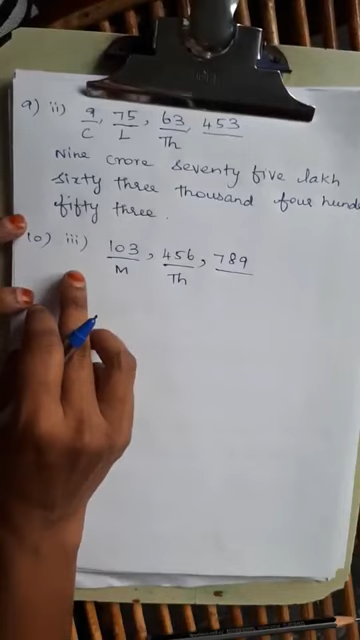 9) ii) 9, 75, 63, 453
C L Th
Nine crore seventy five lakh
sixty three thousand four hund
fifty three.
10) iii) 103, 456, 789
M Th